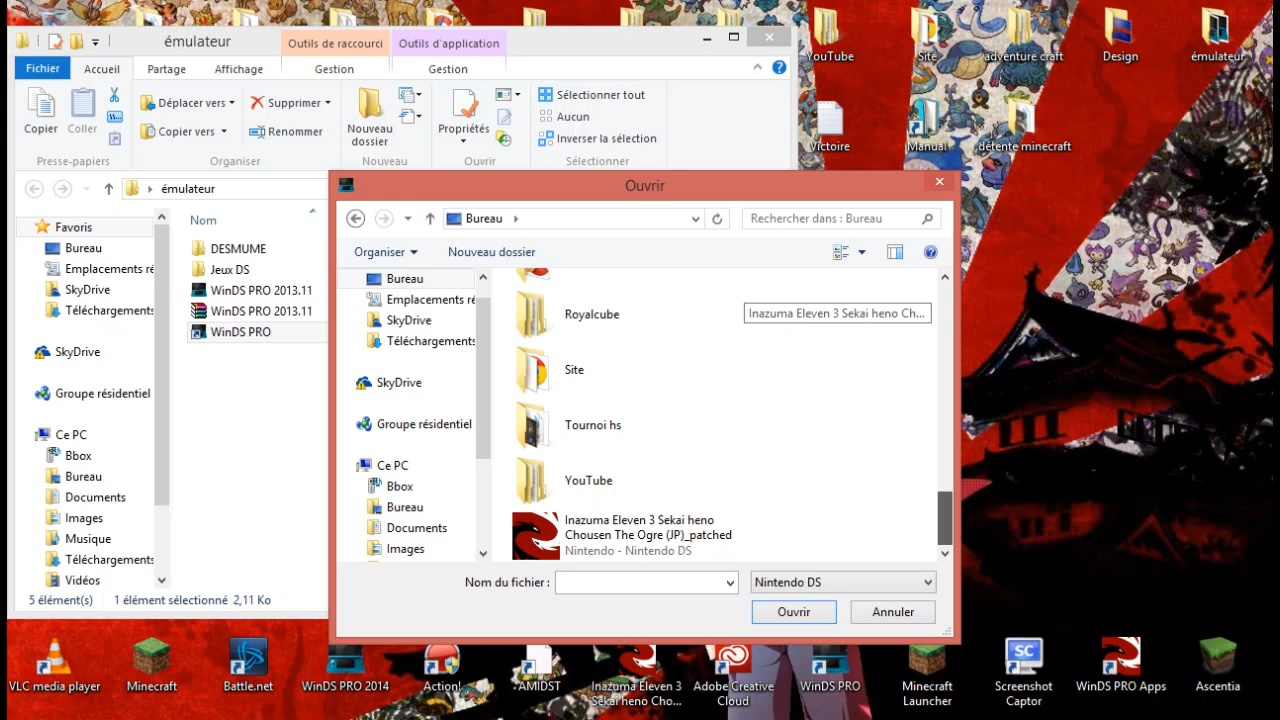 émulateur
Outils de raccourci
Outils d'application
Fichier
Accueil
Partage
Affichage
Gestion
Gestion
Copier
Coller
Déplacer vers
Copier vers
Supprimer
Renommer
Nouveau
dossier
Propriétés
Sélectionner tout
Aucun
Inverser la sélection
Presse-papiers
Organiser
Nouveau
Ouvrir
Sélectionner
émulateur
Favoris
Bureau
Emplacements ré
SkyDrive
Téléchargements
SkyDrive
Groupe résidentiel
Ce PC
Bbox
Bureau
Documents
Images
Musique
Téléchargements
Vidéos
Nom
DESMUME
Jeux DS
WinDS PRO 2013.11
WinDS PRO 2013.11
WinDS PRO
5 élément(s)
1 élément sélectionné 2,11 Ko
Ouvrir
Bureau
Rechercher dans : Bureau
Organiser
Nouveau dossier
Bureau
Emplacements ré
SkyDrive
Téléchargements
SkyDrive
Groupe résidentiel
Ce PC
Bbox
Bureau
Documents
Images
Royalcube
Inazuma Eleven 3 Sekai heno Ch...
Site
Tournoi hs
YouTube
Inazuma Eleven 3 Sekai heno
Chousen The Ogre (JP)_patched
Nintendo - Nintendo DS
Nom du fichier :
Nintendo DS
Ouvrir
Annuler
YouTube
Site
adventure craft
Design
émulateur
Victoire
Manual
détente minecraft
VLC media player
Minecraft
Battle.net
WinDS PRO 2014
Action!
AMIDST
Inazuma Eleven 3
Sekai heno Cho...
Adobe Creative
Cloud
WinDS PRO
Minecraft
Launcher
SC
Screenshot
Captor
WinDS PRO Apps
Ascentia